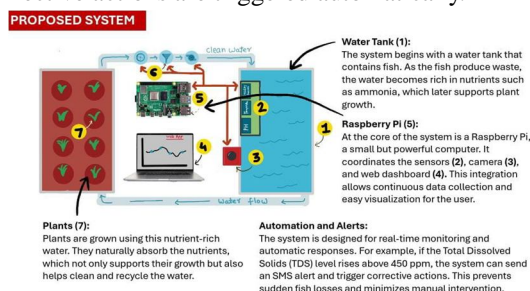 PROPOSED SYSTEM
clean water
Water Tank (1):
The system begins with a water tank that
contains fish. As the fish produce waste,
the water becomes rich in nutrients such
as ammonia, which later supports plant
growth.
6
5
2
1
7
4
3
Raspberry Pi (5):
At the core of the system is a Raspberry Pi,
a small but powerful computer. It
coordinates the sensors (2), camera (3),
and web dashboard (4). This integration
allows continuous data collection and
easy visualization for the user.
water flow
Plants (7):
Plants are grown using this nutrient-rich
water. They naturally absorb the nutrients,
which not only supports their growth but also
helps clean and recycle the water.
Automation and Alerts:
The system is designed for real-time monitoring and
automatic responses. For example, if the Total Dissolved
Solids (TDS) level rises above 450 ppm, the system can send
an SMS alert and trigger corrective actions. This prevents
sudden fish losses and minimizes manual intervention.